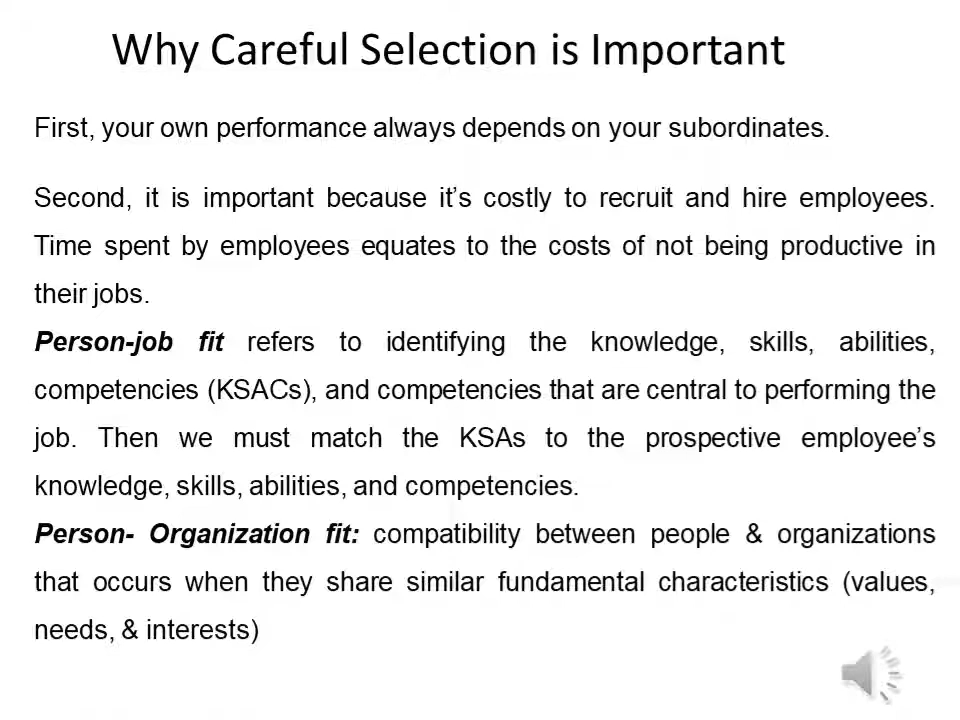 Why Careful Selection is Important
First, your own performance always depends on your subordinates.
Second, it is important because it’s costly to recruit and hire employees.
Time spent by employees equates to the costs of not being productive in
their jobs.
Person-job fit refers to identifying the knowledge, skills, abilities,
competencies (KSACs), and competencies that are central to performing the
job. Then we must match the KSAs to the prospective employee’s
knowledge, skills, abilities, and competencies.
Person- Organization fit: compatibility between people & organizations
that occurs when they share similar fundamental characteristics (values,
needs, & interests)